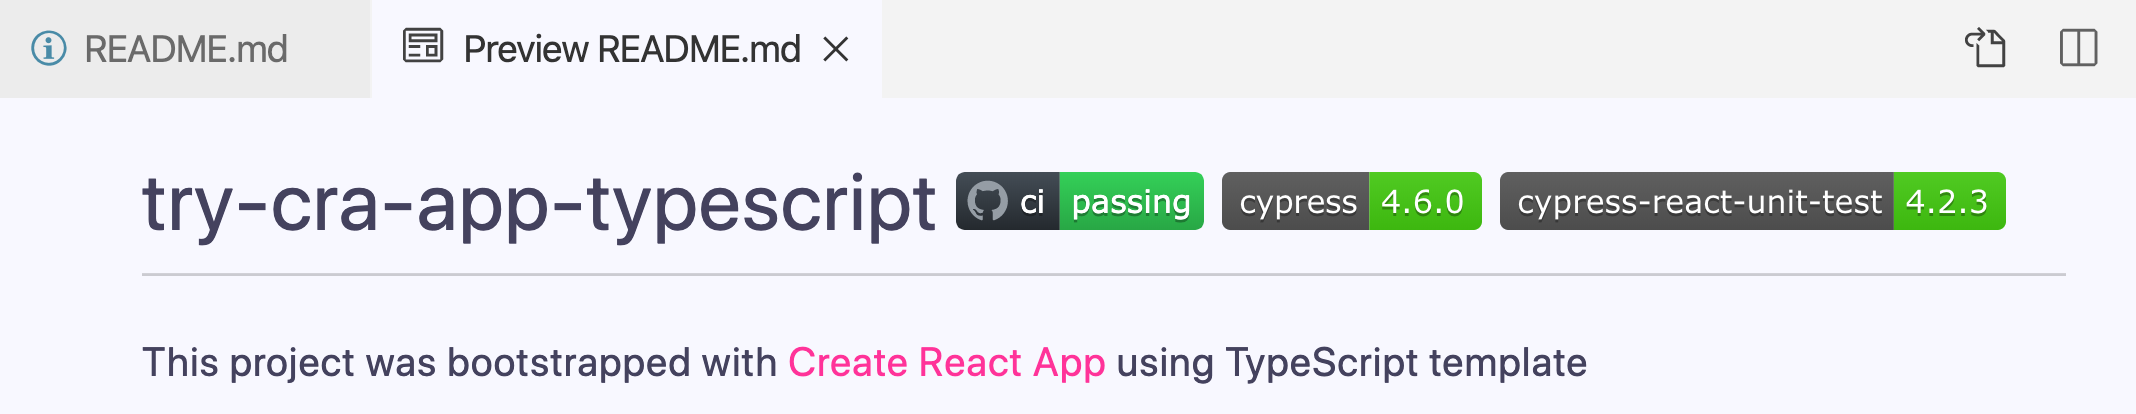 README.md Preview README.md
try-cra-app-typescript ci passing cypress 4.6.0 cypress-react-unit-test 4.2.3
This project was bootstrapped with Create React App using TypeScript template